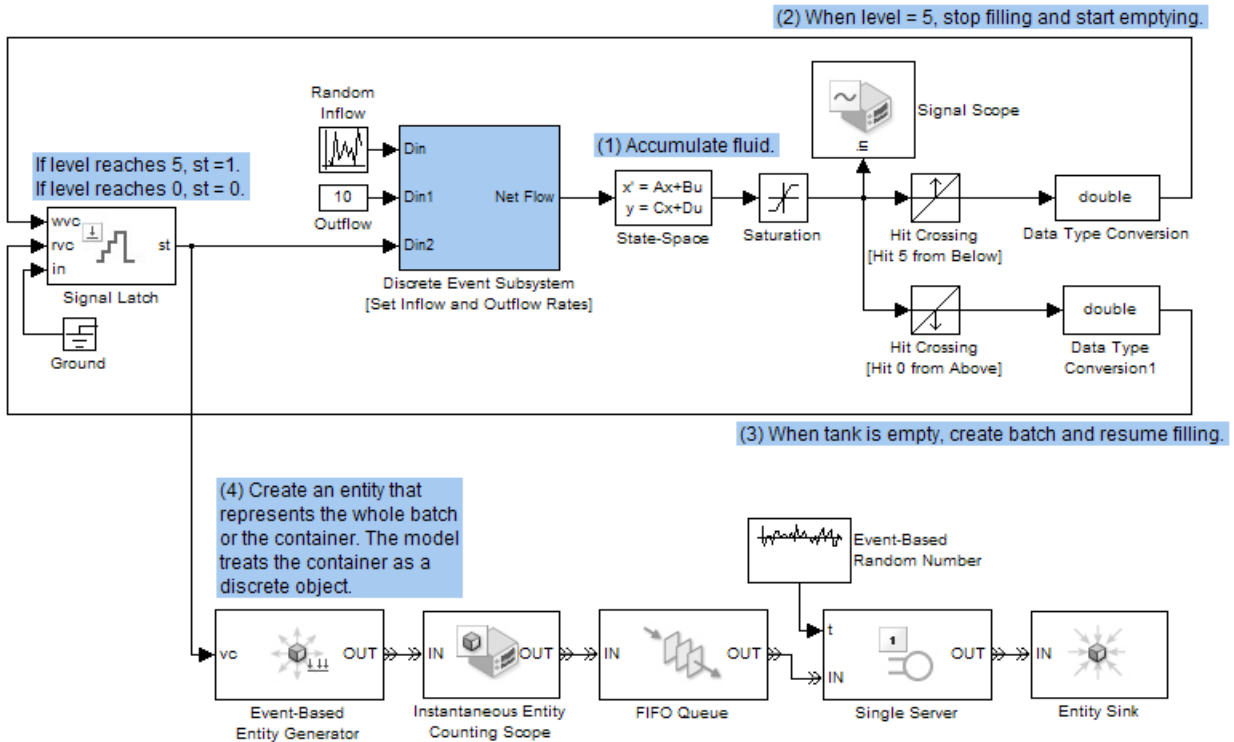 (2) When level = 5, stop filling and start emptying.
Random
Inflow
Signal Scope
in
If level reaches 5, st =1.
If level reaches 0, st = 0.
(1) Accumulate fluid.
Din
10
Din1
Net Flow
Outflow
Din2
x' = Ax+Bu
y = Cx+Du
State-Space
Saturation
Hit Crossing
[Hit 5 from Below]
double
Data Type Conversion
wvc
rvc
in
st
Signal Latch
Discrete Event Subsystem
[Set Inflow and Outflow Rates]
Ground
Hit Crossing
[Hit 0 from Above]
double
Data Type
Conversion1
(3) When tank is empty, create batch and resume filling.
(4) Create an entity that
represents the whole batch
or the container. The model
treats the container as a
discrete object.
Event-Based
Random Number
vc
OUT
Event-Based
Entity Generator
IN
OUT
Instantaneous Entity
Counting Scope
IN
OUT
FIFO Queue
t
1
IN
OUT
Single Server
IN
Entity Sink